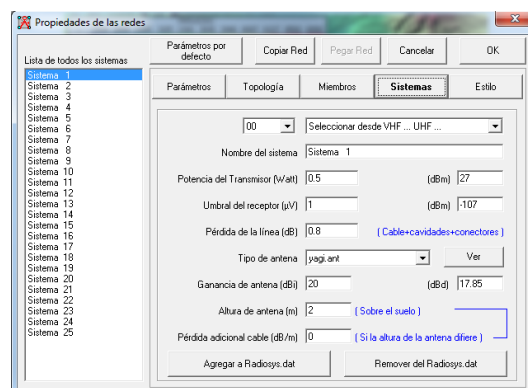 Propiedades de las redes
Parámetros por defecto
Copiar Red
Pegar Red
Cancelar
OK
Lista de todos los sistemas
Sistema 1
Sistema 2
Sistema 3
Sistema 4
Sistema 5
Sistema 6
Sistema 7
Sistema 8
Sistema 9
Sistema 10
Sistema 11
Sistema 12
Sistema 13
Sistema 14
Sistema 15
Sistema 16
Sistema 17
Sistema 18
Sistema 19
Sistema 20
Sistema 21
Sistema 22
Sistema 23
Sistema 24
Sistema 25
Parámetros
Topología
Miembros
Sistemas
Estilo
00
Seleccionar desde VHF ... UHF ...
Nombre del sistema Sistema 1
Potencia del Transmisor (Watt) 0.5 (dBm) 27
Umbral del receptor (µV) 1 (dBm) -107
Pérdida de la línea (dB) 0.8 ( Cable+cavidades+conectores )
Tipo de antena yagi.ant Ver
Ganancia de antena (dBi) 20 (dBd) 17.85
Altura de antena (m) 2 ( Sobre el suelo )
Pérdida adicional cable (dB/m) 0 ( Si la altura de la antena difiere )
Agregar a Radiosys.dat
Remover del Radiosys.dat